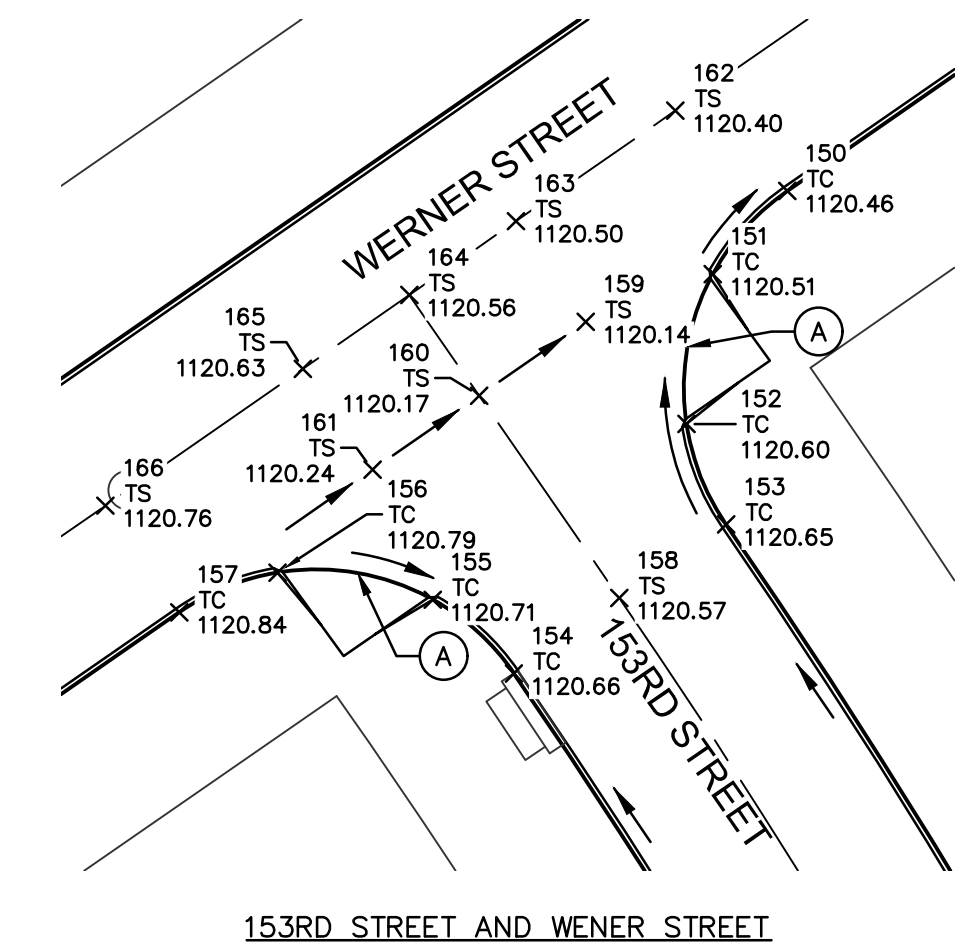 162
TS
1120.40
WERNER STREET
150
TC
1120.46
163
TS
1120.50
151
TC
1120.51
164
TS
1120.56
159
TS
1120.14
A
165
TS
1120.63
160
TS
1120.17
152
TC
1120.60
161
TS
1120.24
166
TS
1120.76
156
TC
1120.79
153
TC
1120.65
155
TC
1120.71
158
TS
1120.57
157
TC
1120.84
154
TC
1120.66
A
153RD STREET
153RD STREET AND WENER STREET